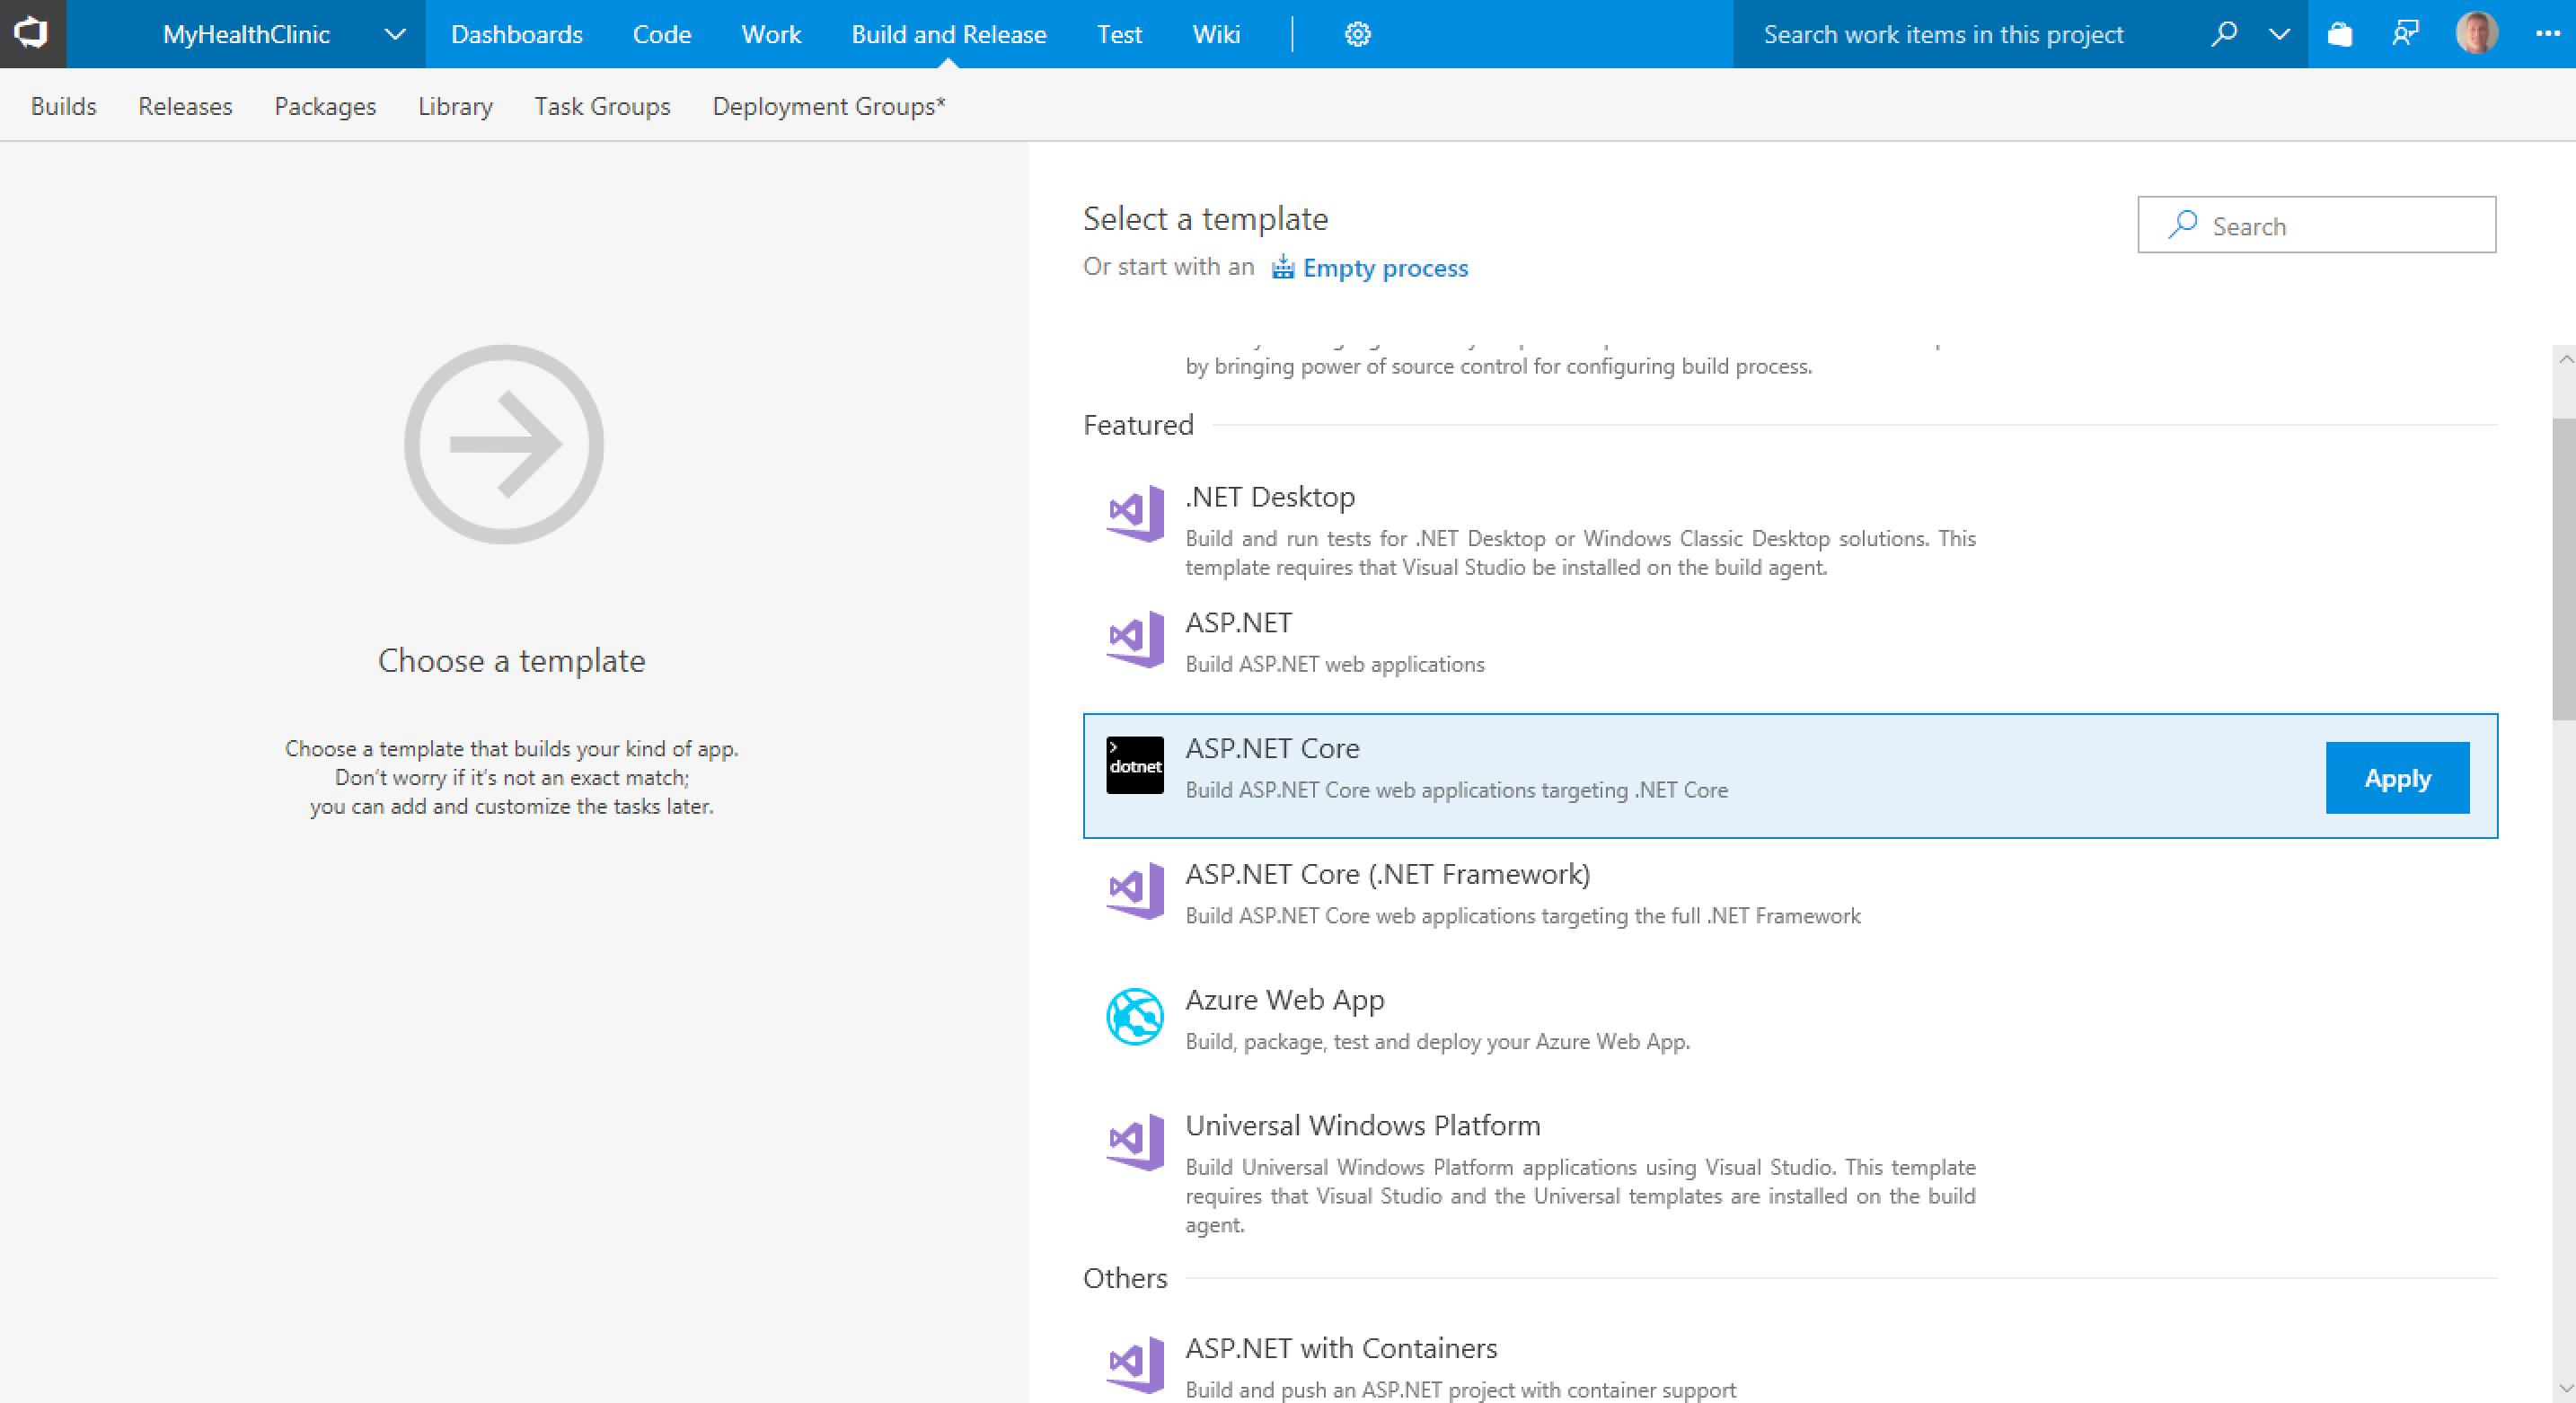 MyHealthClinic Dashboards Code Work Build and Release Test Wiki Search work items in this project
Builds Releases Packages Library Task Groups Deployment Groups*
Select a template
Search
Or start with an Empty process
by bringing power of source control for configuring build process.
Featured
.NET Desktop
Build and run tests for .NET Desktop or Windows Classic Desktop solutions. This
template requires that Visual Studio be installed on the build agent.
ASP.NET
Build ASP.NET web applications
Choose a template
Choose a template that builds your kind of app.
Don't worry if it's not an exact match;
you can add and customize the tasks later.
>
dotnet
ASP.NET Core
Build ASP.NET Core web applications targeting .NET Core
Apply
ASP.NET Core (.NET Framework)
Build ASP.NET Core web applications targeting the full .NET Framework
Azure Web App
Build, package, test and deploy your Azure Web App.
Universal Windows Platform
Build Universal Windows Platform applications using Visual Studio. This template
requires that Visual Studio and the Universal templates are installed on the build
agent.
Others
ASP.NET with Containers
Build and push an ASP.NET project with container support